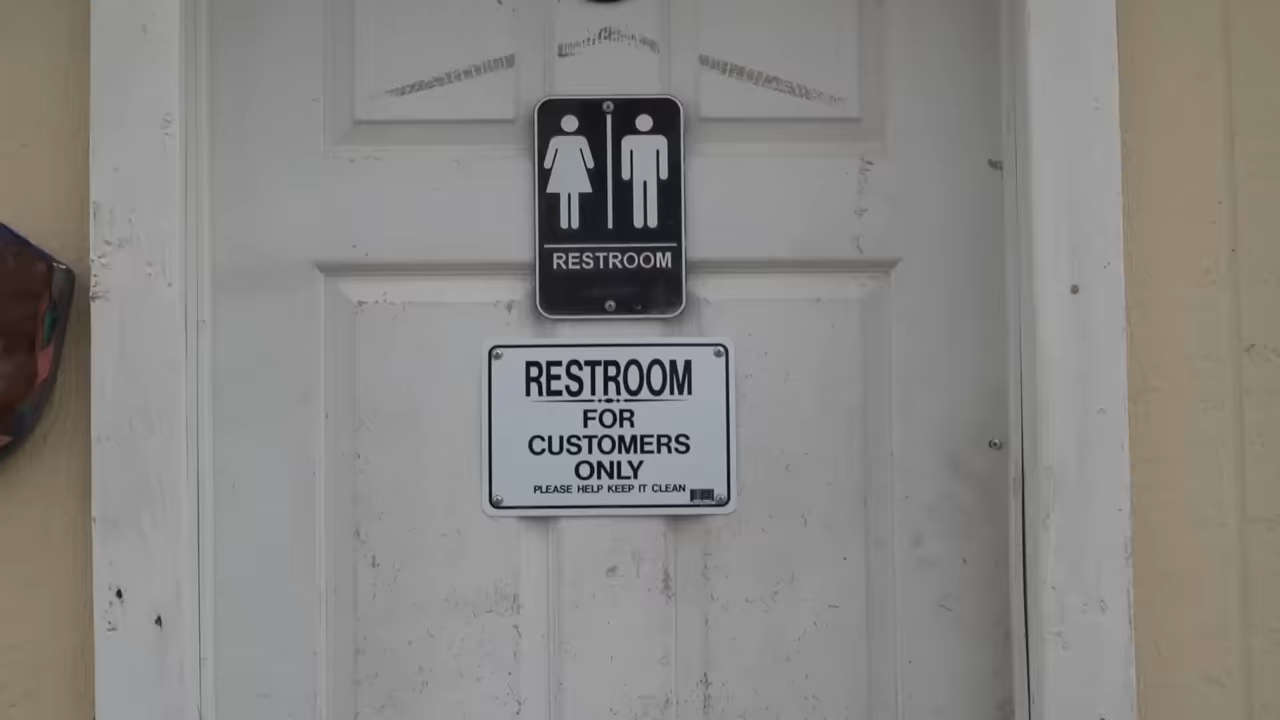 RESTROOM
RESTROOM
FOR
CUSTOMERS
ONLY
PLEASE HELP KEEP IT CLEAN